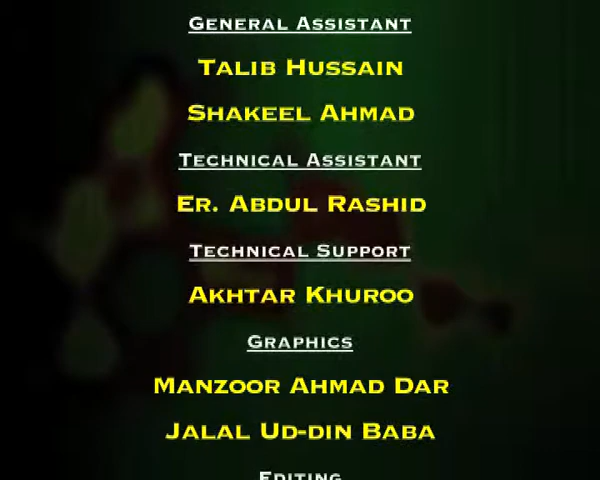 General Assistant
Talib Hussain
Shakeel Ahmad
Technical Assistant
Er. Abdul Rashid
Technical Support
Akhtar Khuroo
Graphics
Manzoor Ahmad Dar
Jalal Ud-din Baba
Editing